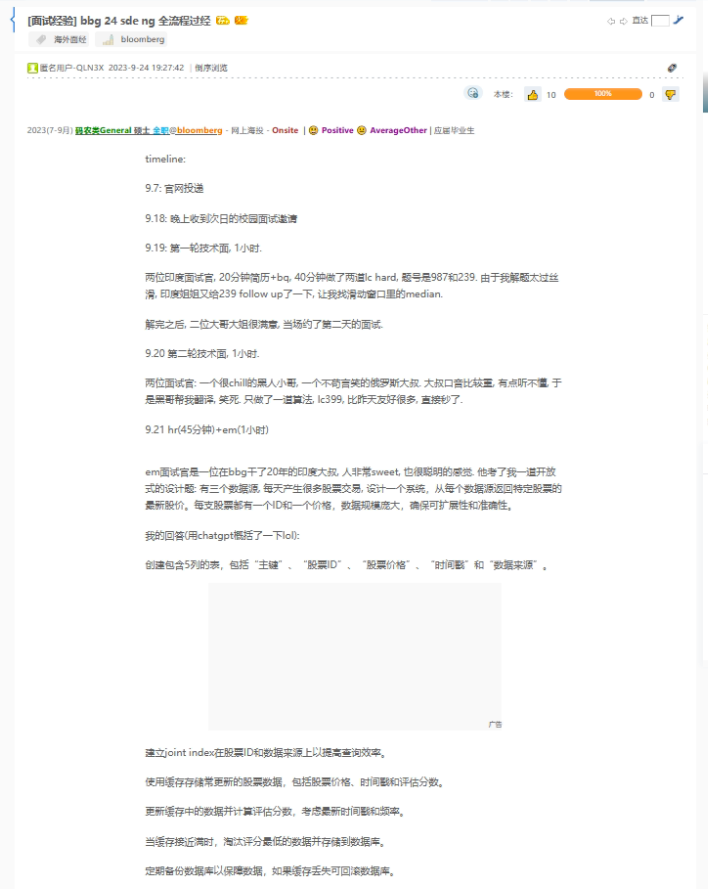 [面试经验] bbg 24 sde ng 全流程过经
直达
海外面经 bloomberg
匿名用户-QLN3X 2023-9-24 19:27:42 | 倒序浏览
本楼: 10 100% 0
2023(7-9月) 码农类General 硕士 全职@bloomberg - 网上海投 - Onsite | Positive AverageOther | 应届毕业生
timeline:
9.7: 官网投递
9.18: 晚上收到次日的校园面试邀请
9.19: 第一轮技术面, 1小时.
两位印度面试官, 20分钟简历+bq, 40分钟做了两道lc hard, 题号是987和239. 由于我解题太过丝
滑, 印度姐姐又给239 follow up了一下, 让我找滑动窗口里的median.
解完之后, 二位大哥大姐很满意, 当场约了第二天的面试.
9.20 第二轮技术面, 1小时.
两位面试官: 一个很chill的黑人小哥, 一个不苟言笑的俄罗斯大叔. 大叔口音比较重, 有点听不懂, 于
是黑哥帮我翻译, 笑死. 只做了一道算法, lc399, 比昨天友好很多, 直接秒了.
9.21 hr(45分钟)+em(1小时)
em面试官是一位在bbg干了20年的印度大叔, 人非常sweet, 也很聪明的感觉. 他考了我一道开放
式的设计题: 有三个数据源, 每天产生很多股票交易, 设计一个系统，从每个数据源返回特定股票的
最新股价。每支股票都有一个ID和一个价格，数据规模庞大，确保可扩展性和准确性。
我的回答(用chatgpt概括了一下lol):
创建包含5列的表，包括“主键”、“股票ID”、“股票价格”、“时间戳”和“数据来源”。
广告
建立joint index在股票ID和数据来源上以提高查询效率。
使用缓存存储常更新的股票数据，包括股票价格、时间戳和评估分数。
更新缓存中的数据并计算评估分数，考虑最新时间戳和频率。
当缓存接近满时，淘汰评分最低的数据并存储到数据库。
定期备份数据库以保障数据，如果缓存丢失可回滚数据库。